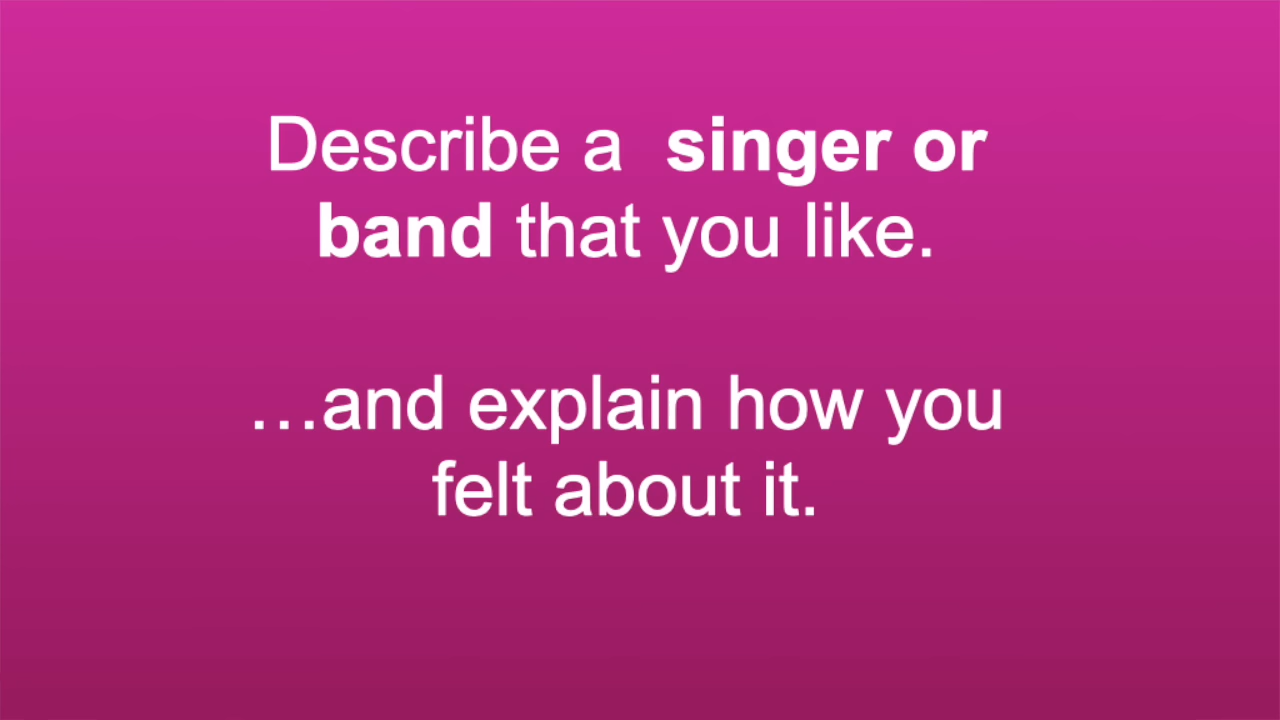 Describe a  singer or
band that you like.
…and explain how you
felt about it.